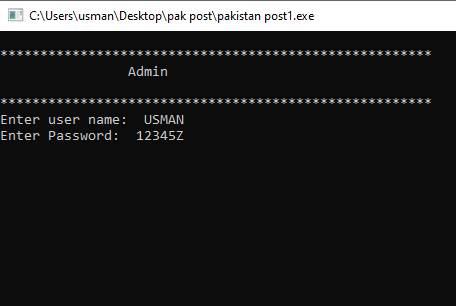 C:\Users\usman\Desktop\pak post\pakistan post1.exe
******************************************************
Admin
******************************************************
Enter user name:  USMAN
Enter Password:  12345Z